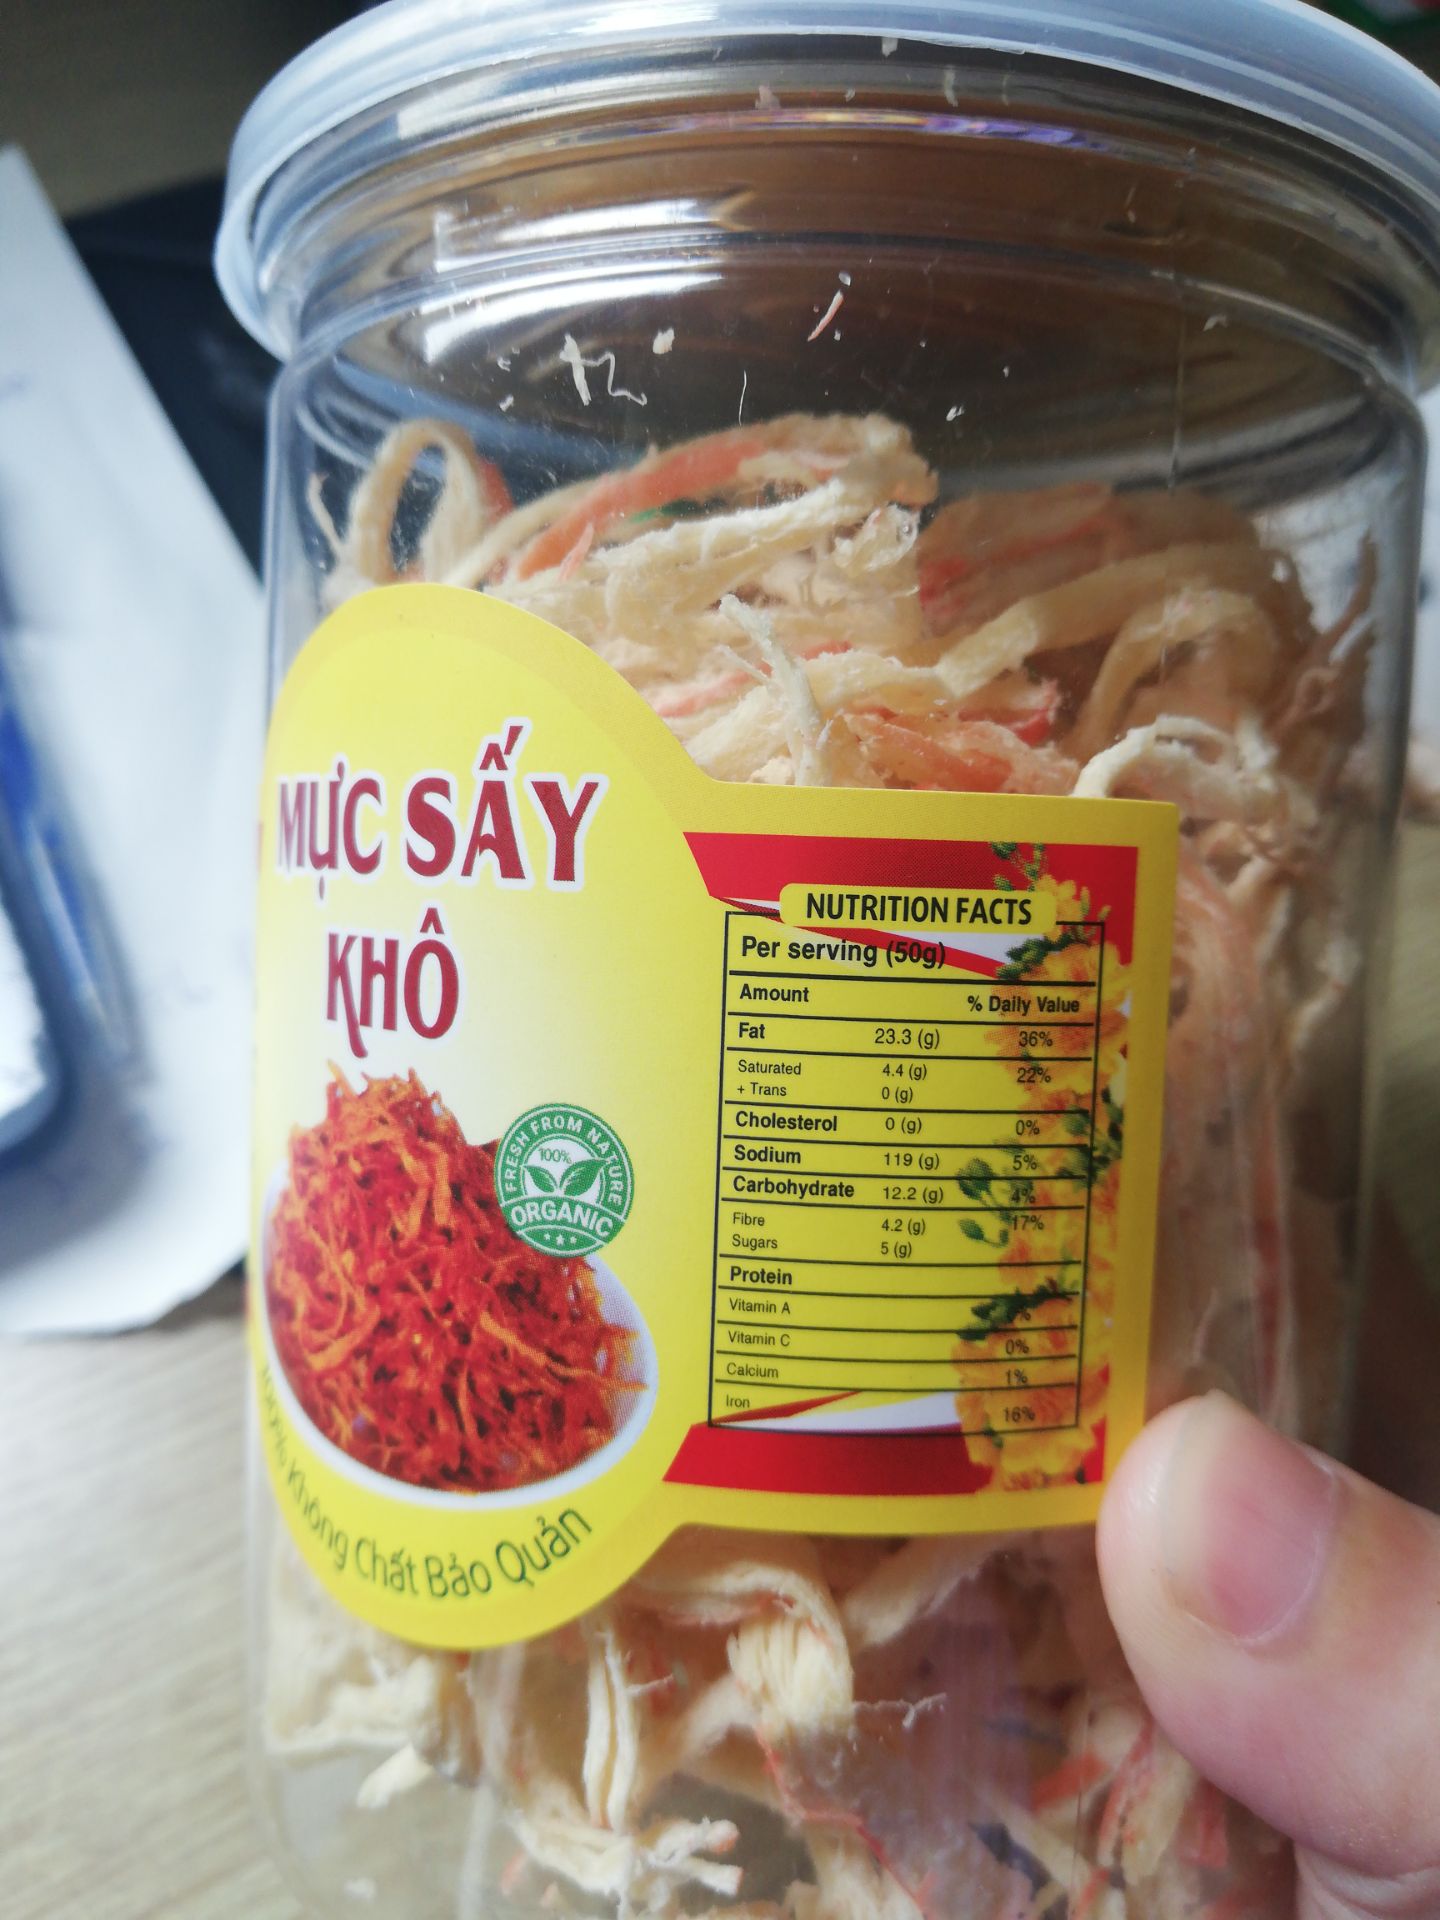 MỰC SẤY
KHÔ
FRESH FROM NATURE
100%
ORGANIC
100% Không Chất Bảo Quản
NUTRITION FACTS
Per serving (50g)
Amount % Daily Value
Fat 23.3 (g) 36%
Saturated 4.4 (g) 22%
+ Trans 0 (g)
Cholesterol 0 (g) 0%
Sodium 119 (g) 5%
Carbohydrate 12.2 (g) 4%
Fibre 4.2 (g) 17%
Sugars 5 (g)
Protein
Vitamin A
Vitamin C 0%
Calcium 1%
Iron 16%